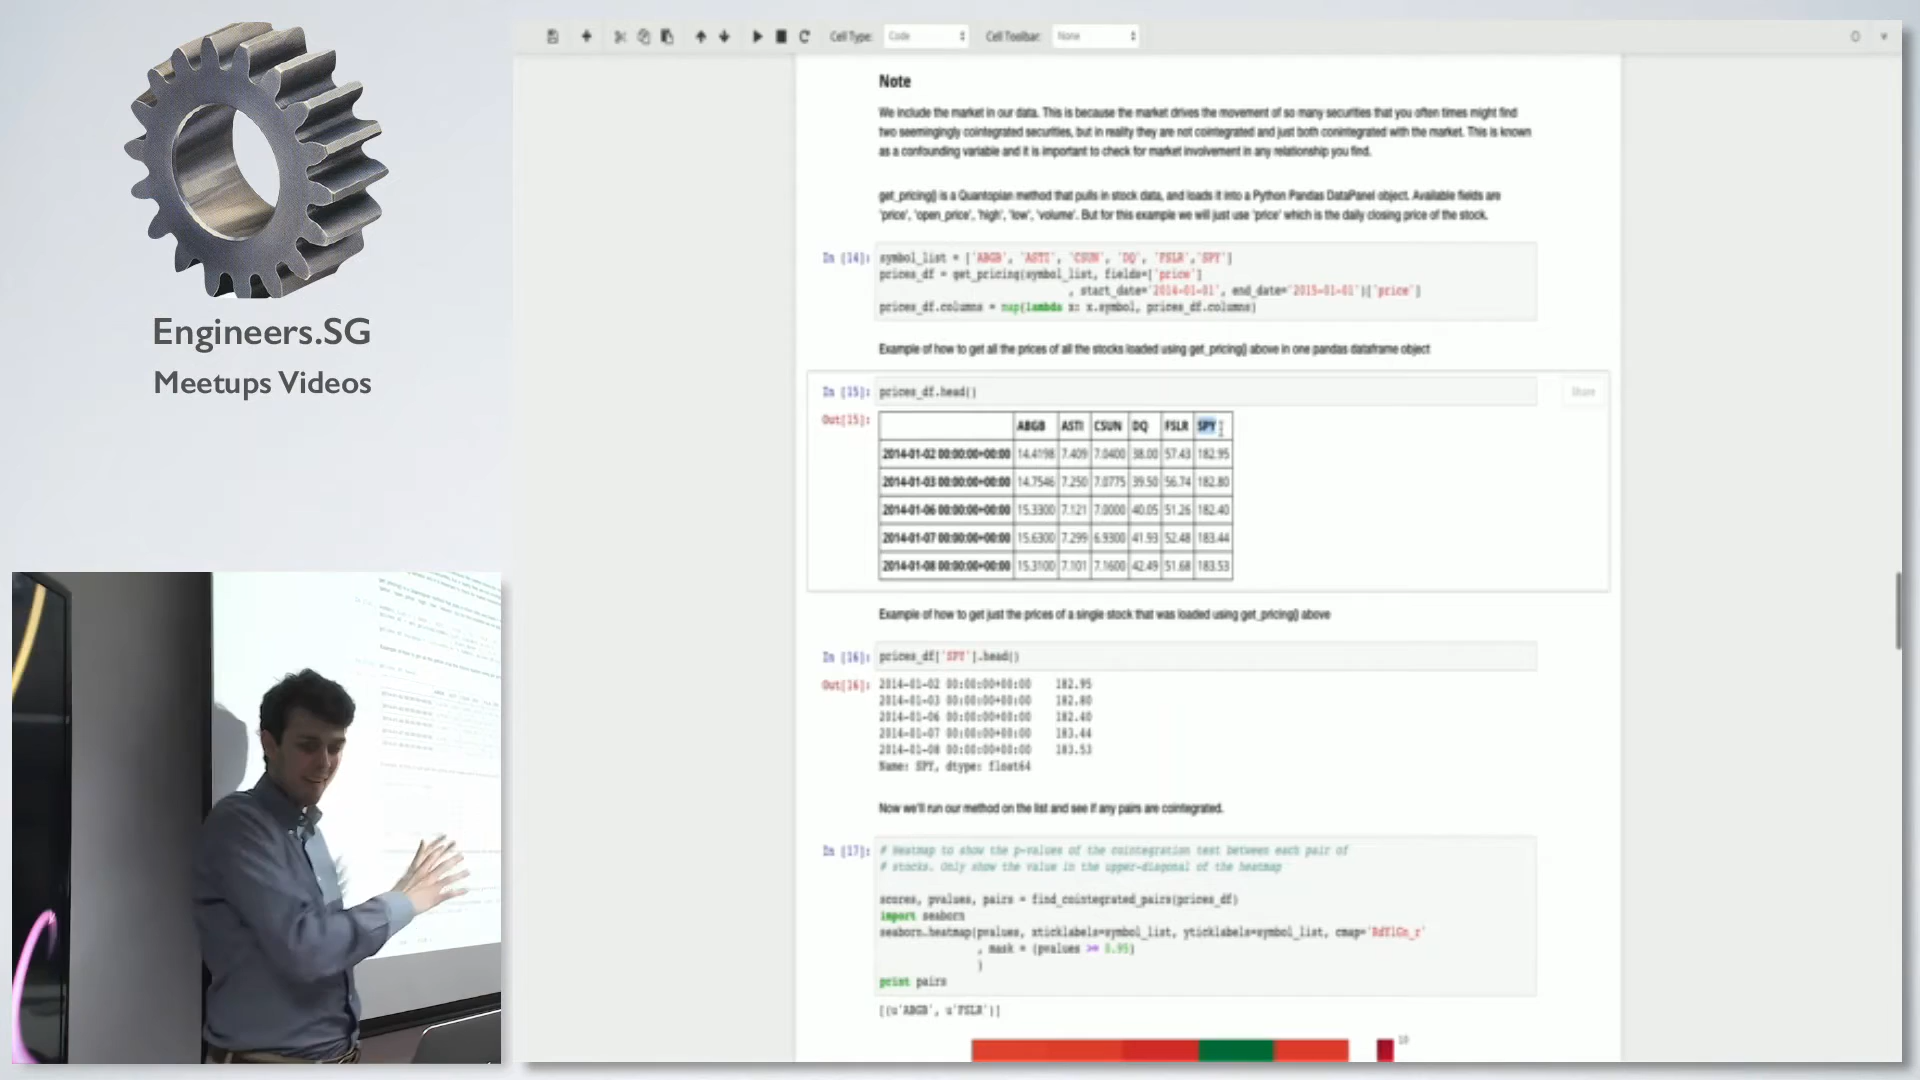 Engineers.SG
Meetups Videos
Cell Type: Code
Cell Toolbar: None
Note
We include the market in our data. This is because the market drives the movement of so many securities that you often times might find
two seemingingly cointegrated securities, but in reality they are not cointegrated and just both conintegrated with the market. This is known
as a confounding variable and it is important to check for market involvement in any relationship you find.
get_pricing() is a Quantopian method that pulls in stock data, and loads it into a Python Pandas DataPanel object. Available fields are
'price', 'open_price', 'high', 'low', 'volume'. But for this example we will just use 'price' which is the daily closing price of the stock.
In [14]: symbol_list = ['ABGB', 'ASTI', 'CSUN', 'DQ', 'FSLR','SPY']
prices_df = get_pricing(symbol_list, fields=['price']
, start_date='2014-01-01', end_date='2015-01-01')['price']
prices_df.columns = map(lambda x: x.symbol, prices_df.columns)
Example of how to get all the prices of all the stocks loaded using get_pricing() above in one pandas dataframe object
In [15]: prices_df.head()
Share
Out[15]:
ABGB ASTI CSUN DQ FSLR SPY
2014-01-02 00:00:00+00:00 14.4198 7.409 7.0400 38.00 57.43 182.95
2014-01-03 00:00:00+00:00 14.7546 7.250 7.0775 39.50 56.74 182.80
2014-01-06 00:00:00+00:00 15.3300 7.121 7.0000 40.05 51.26 182.40
2014-01-07 00:00:00+00:00 15.6300 7.299 6.9300 41.93 52.48 183.44
2014-01-08 00:00:00+00:00 15.3100 7.101 7.1600 42.49 51.68 183.53
Example of how to get just the prices of a single stock that was loaded using get_pricing() above
In [16]: prices_df['SPY'].head()
Out[16]: 2014-01-02 00:00:00+00:00 182.95
2014-01-03 00:00:00+00:00 182.80
2014-01-06 00:00:00+00:00 182.40
2014-01-07 00:00:00+00:00 183.44
2014-01-08 00:00:00+00:00 183.53
Name: SPY, dtype: float64
Now we'll run our method on the list and see if any pairs are cointegrated.
In [17]: # Heatmap to show the p-values of the cointegration test between each pair of
# stocks. Only show the value in the upper-diagonal of the heatmap
scores, pvalues, pairs = find_cointegrated_pairs(prices_df)
import seaborn
seaborn.heatmap(pvalues, xticklabels=symbol_list, yticklabels=symbol_list, cmap='RdYlGn_r'
, mask = (pvalues >= 0.95)
)
print pairs
[(u'ABGB', u'FSLR')]